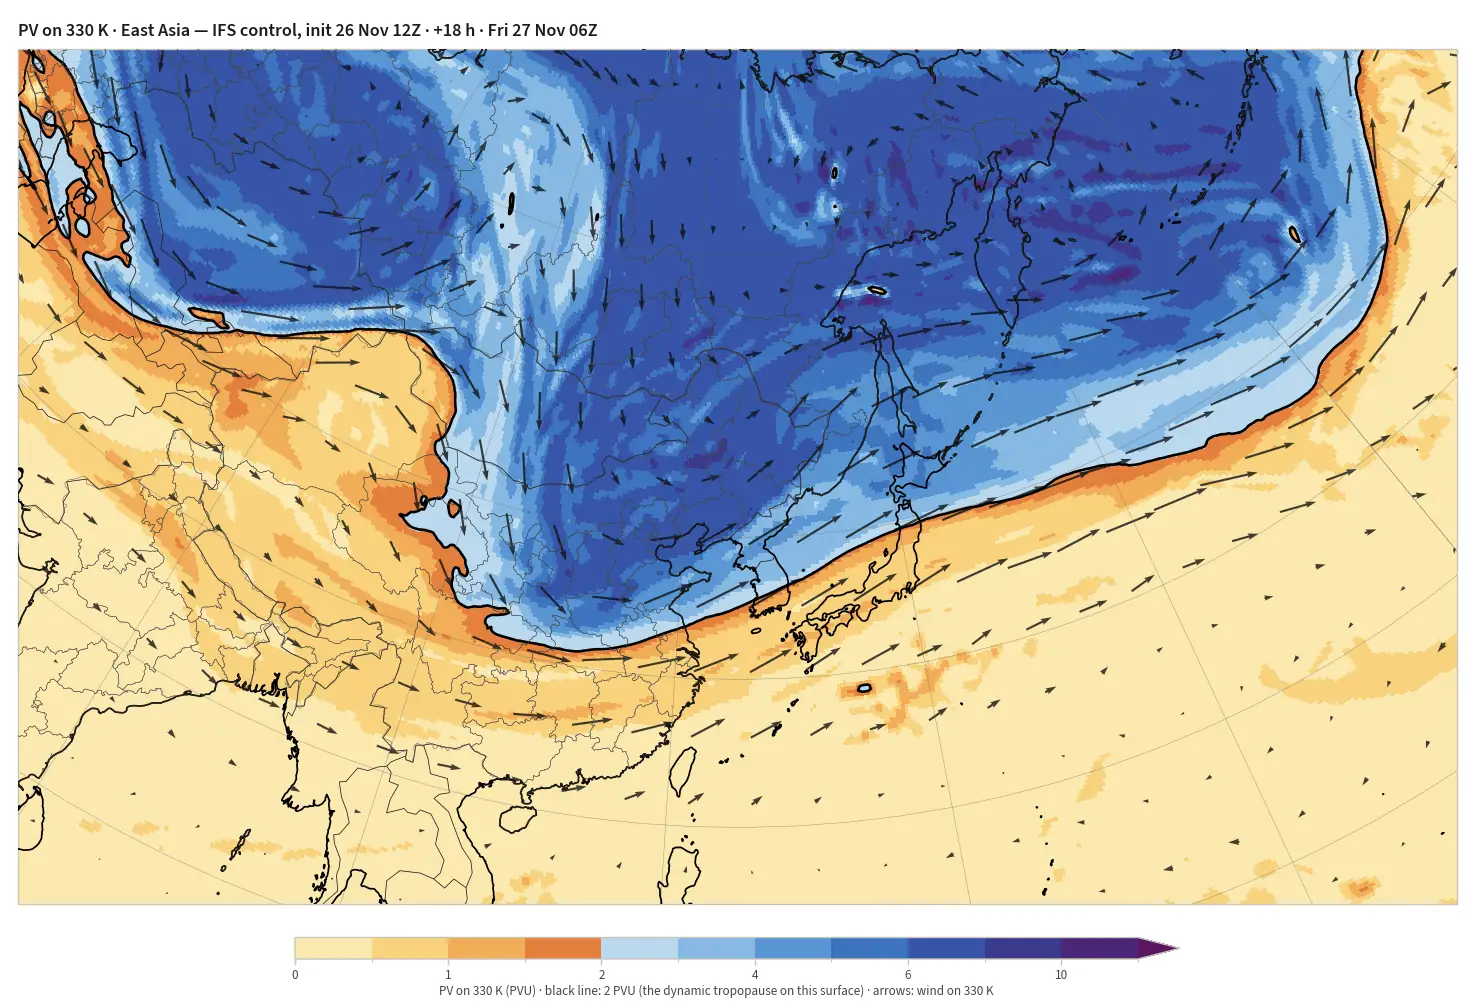 PV on 330 K · East Asia — IFS control, init 26 Nov 12Z · +18 h · Fri 27 Nov 06Z
0 1 2 4 6 10
PV on 330 K (PVU) · black line: 2 PVU (the dynamic tropopause on this surface) · arrows: wind on 330 K